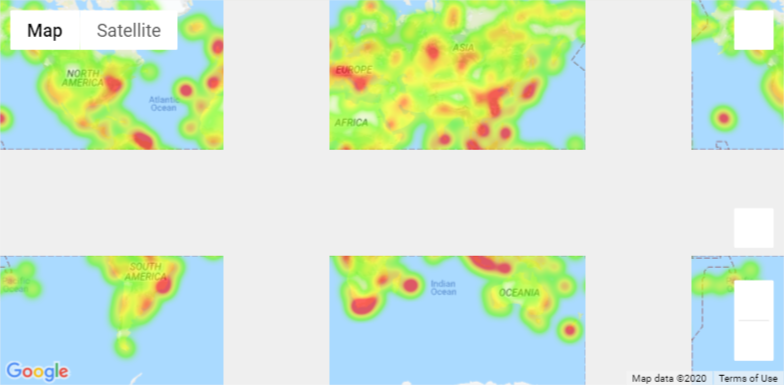 Map Satellite
NORTH
AMERICA
Atlantic
Ocean
EUROPE
ASIA
AFRICA
SOUTH
AMERICA
Ocean
Indian
Ocean
OCEANIA
Google
Map data ©2020 Terms of Use